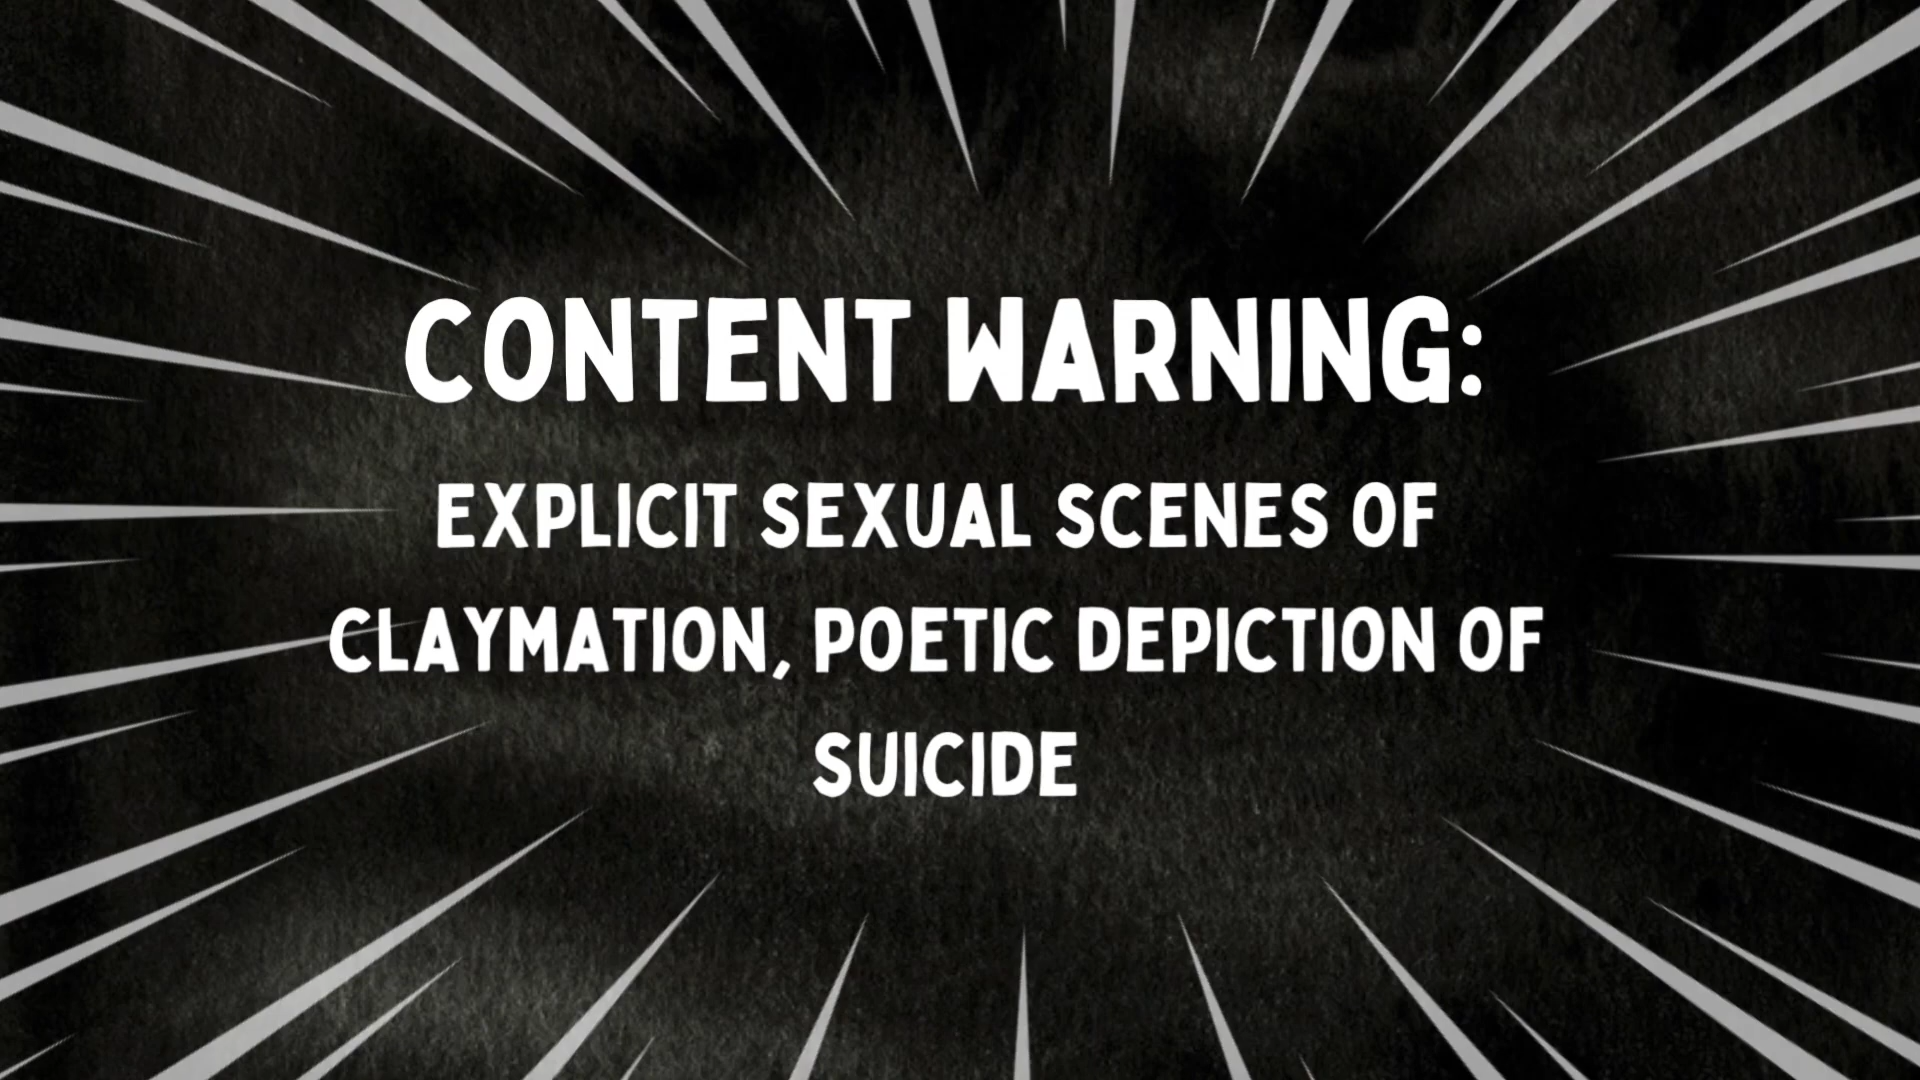 CONTENT WARNING:
EXPLICIT SEXUAL SCENES OF
CLAYMATION, POETIC DEPICTION OF
SUICIDE